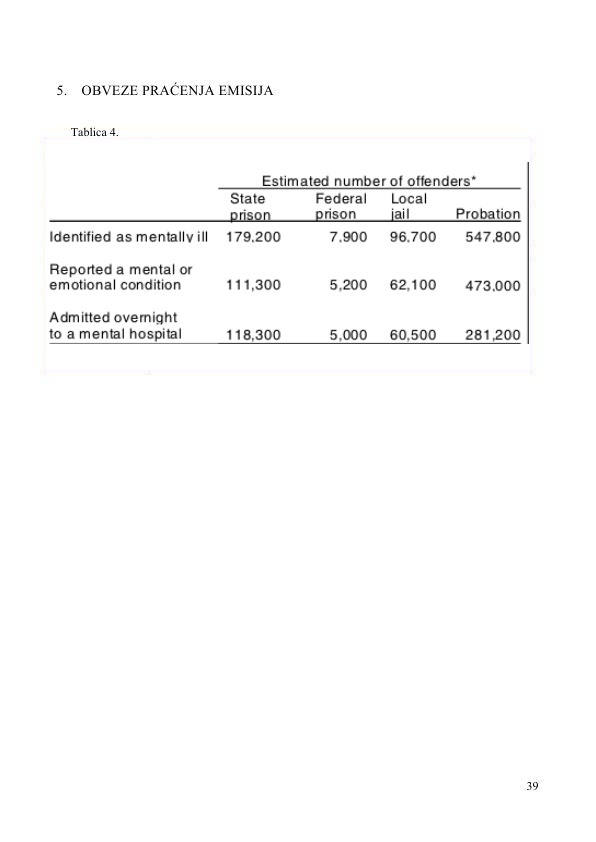 5. OBVEZE PRAĆENJA EMISIJA
Tablica 4.
Estimated number of offenders*
State prison Federal prison Local jail Probation
Identified as mentally ill 179,200 7,900 96,700 547,800
Reported a mental or
emotional condition 111,300 5,200 62,100 473,000
Admitted overnight
to a mental hospital 118,300 5,000 60,500 281,200
39